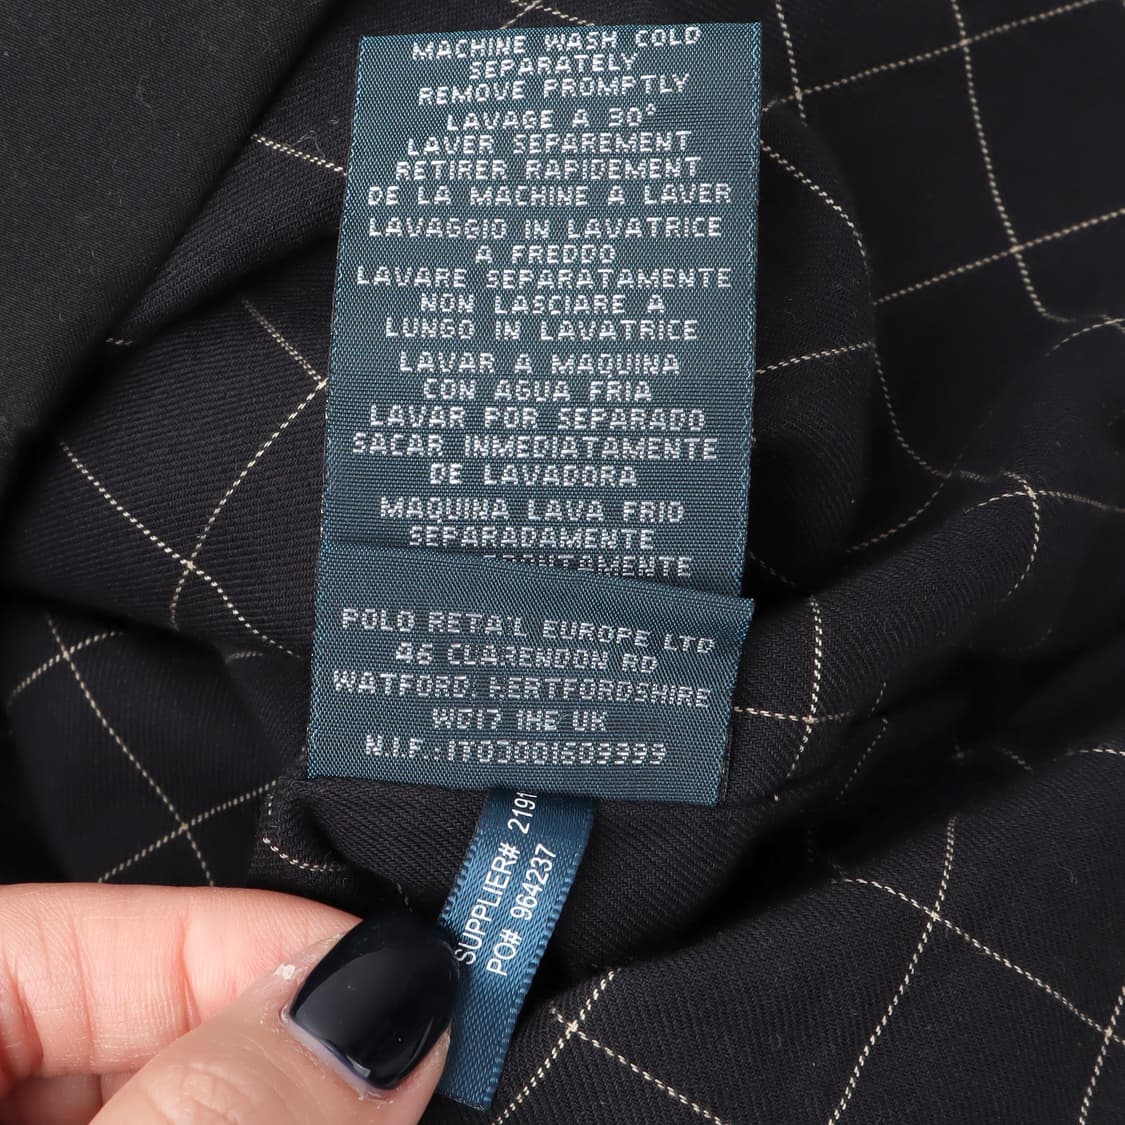 MACHINE WASH COLD
SEPARATELY
REMOVE PROMPTLY
LAVAGE A 30°
LAVER SEPAREMENT
RETIRER RAPIDEMENT
DE LA MACHINE A LAVER
LAVAGGIO IN LAVATRICE
A FREDDO
LAVARE SEPARATAMENTE
NON LASCIARE A
LUNGO IN LAVATRICE
LAVAR A MAQUINA
CON AGUA FRIA
LAVAR POR SEPARADO
SACAR INMEDIATAMENTE
DE LAVADORA
MAQUINA LAVA FRIO
SEPARADAMENTE
POLO RETAIL EUROPE LTD
46 CLARENDON RD
WATFORD, HERTFORDSHIRE
WD17 1HE UK
N.I.F.:IT03001609999
SUPPLIER# 2191
PO# 964237